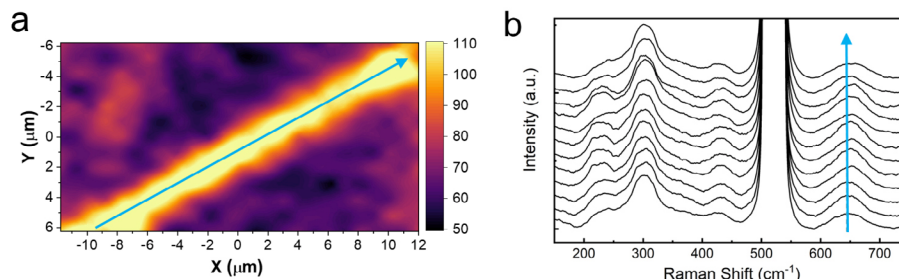 a
-6
-4
-2
0
2
4
6
Y (μm)
-10 -8 -6 -4 -2 0 2 4 6 8 10 12
X (μm)
110
100
90
80
70
60
50
b
Intensity (a.u.)
200 300 400 500 600 700
Raman Shift (cm-1)